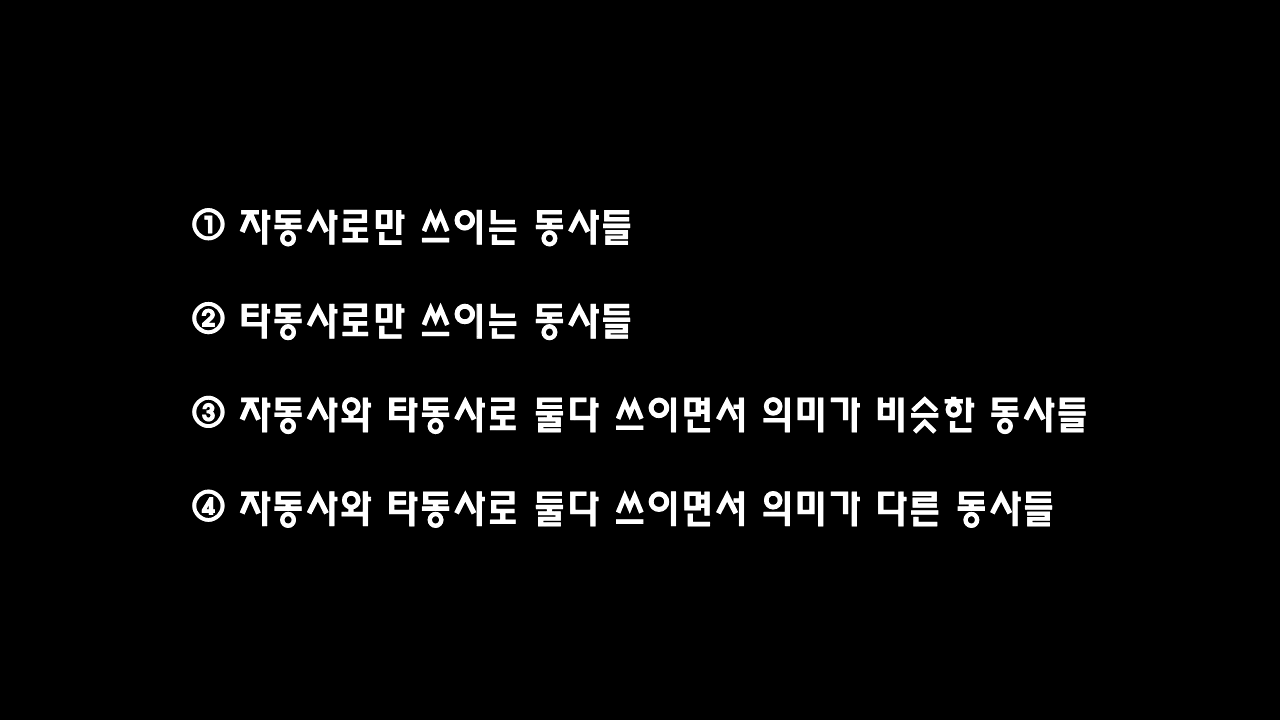 ① 자동사로만 쓰이는 동사들
② 타동사로만 쓰이는 동사들
③ 자동사와 타동사로 둘다 쓰이면서 의미가 비슷한 동사들
④ 자동사와 타동사로 둘다 쓰이면서 의미가 다른 동사들